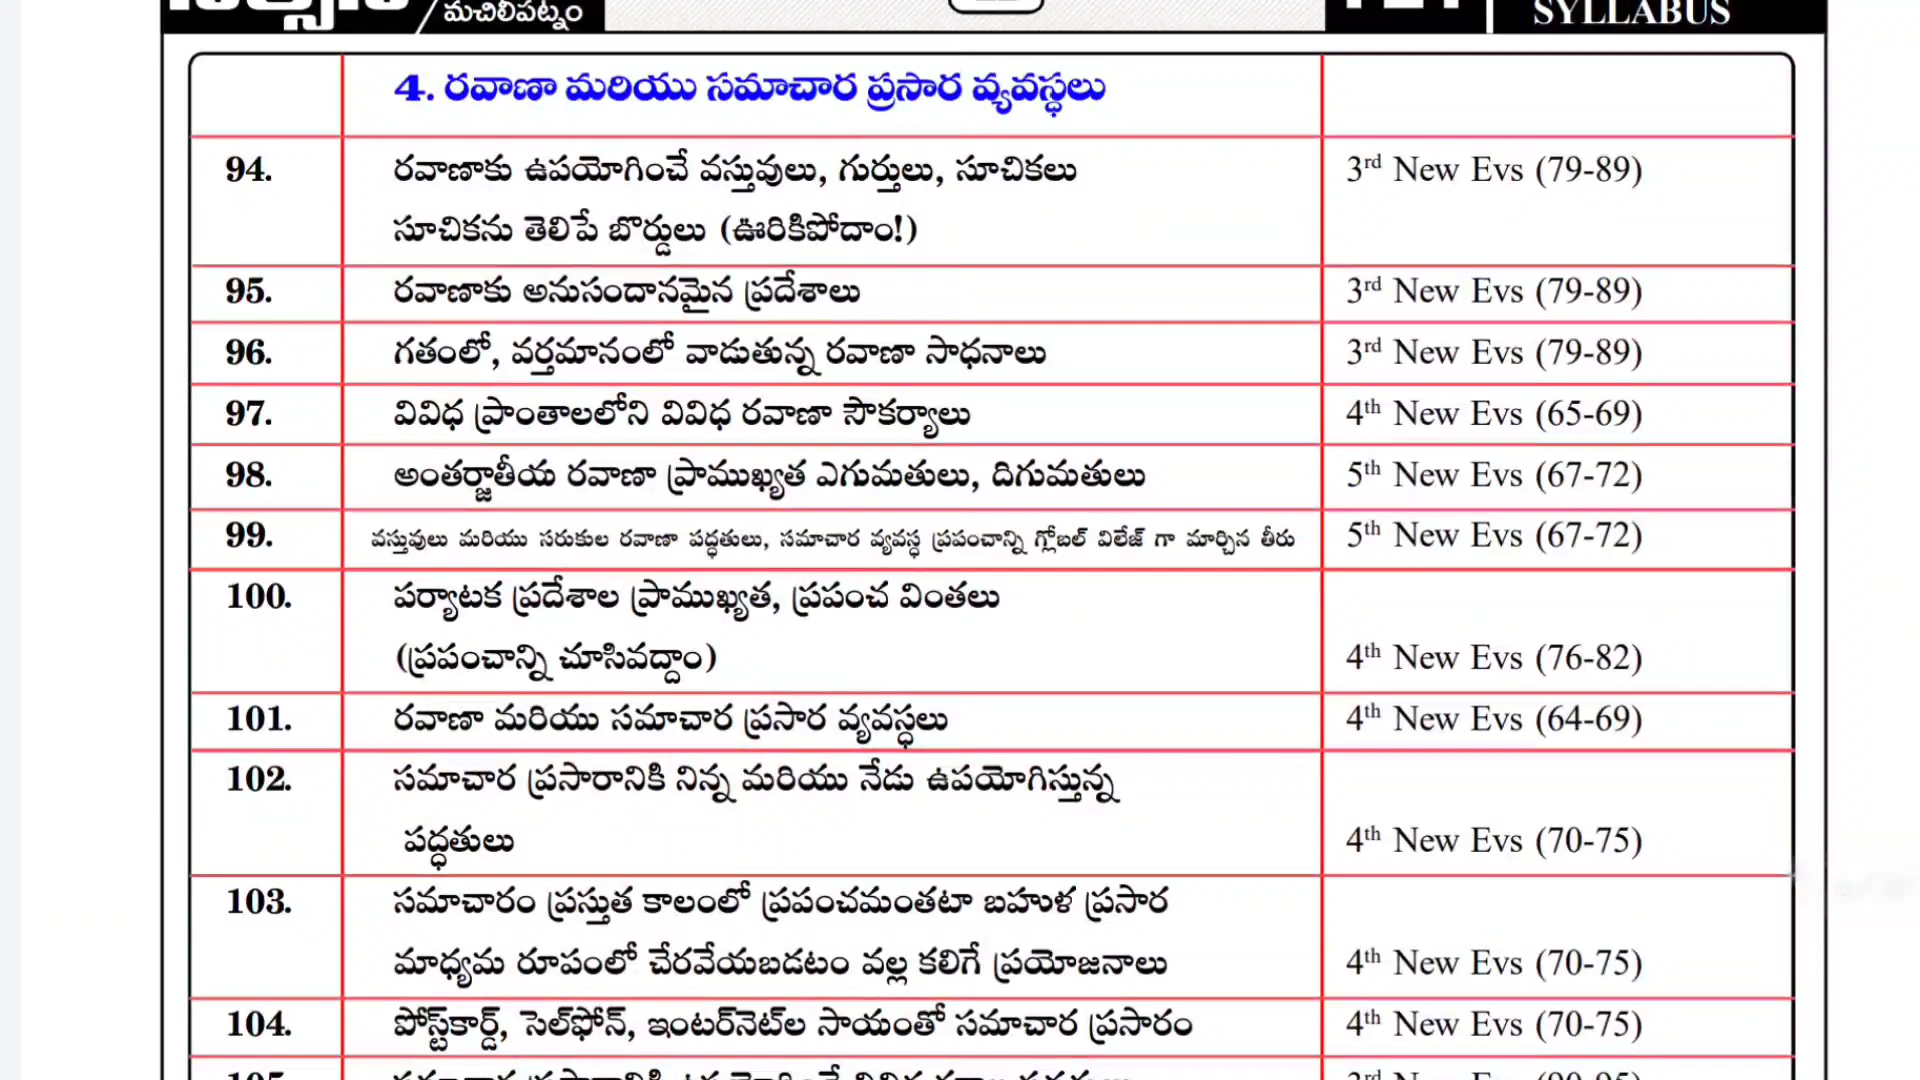 మచిలీపట్నం
SYLLABUS
4. రవాణా మరియు సమాచార ప్రసార వ్యవస్థలు
94. రవాణాకు ఉపయోగించే వస్తువులు, గుర్తులు, సూచికలు 3rd New Evs (79-89)
సూచికను తెలిపే బొర్డులు (ఊరికిపోదాం!)
95. రవాణాకు అనుసందానమైన ప్రదేశాలు 3rd New Evs (79-89)
96. గతంలో, వర్తమానంలో వాడుతున్న రవాణా సాధనాలు 3rd New Evs (79-89)
97. వివిధ ప్రాంతాలలోని వివిధ రవాణా సౌకర్యాలు 4th New Evs (65-69)
98. అంతర్జాతీయ రవాణా ప్రాముఖ్యత ఎగుమతులు, దిగుమతులు 5th New Evs (67-72)
99. వస్తువులు మరియు సరుకుల రవాణా పద్ధతులు, సమాచార వ్యవస్థ ప్రపంచాన్ని గ్లోబల్ విలేజ్ గా మార్చిన తీరు 5th New Evs (67-72)
100. పర్యాటక ప్రదేశాల ప్రాముఖ్యత, ప్రపంచ వింతలు
(ప్రపంచాన్ని చూసివద్దాం) 4th New Evs (76-82)
101. రవాణా మరియు సమాచార ప్రసార వ్యవస్థలు 4th New Evs (64-69)
102. సమాచార ప్రసారానికి నిన్న మరియు నేడు ఉపయోగిస్తున్న
పద్ధతులు 4th New Evs (70-75)
103. సమాచారం ప్రస్తుత కాలంలో ప్రపంచమంతటా బహుళ ప్రసార
మాధ్యమ రూపంలో చేరవేయబడటం వల్ల కలిగే ప్రయోజనాలు 4th New Evs (70-75)
104. పోస్ట్‌కార్డ్, సెల్‌ఫోన్, ఇంటర్‌నెట్‌ల సాయంతో సమాచార ప్రసారం 4th New Evs (70-75)